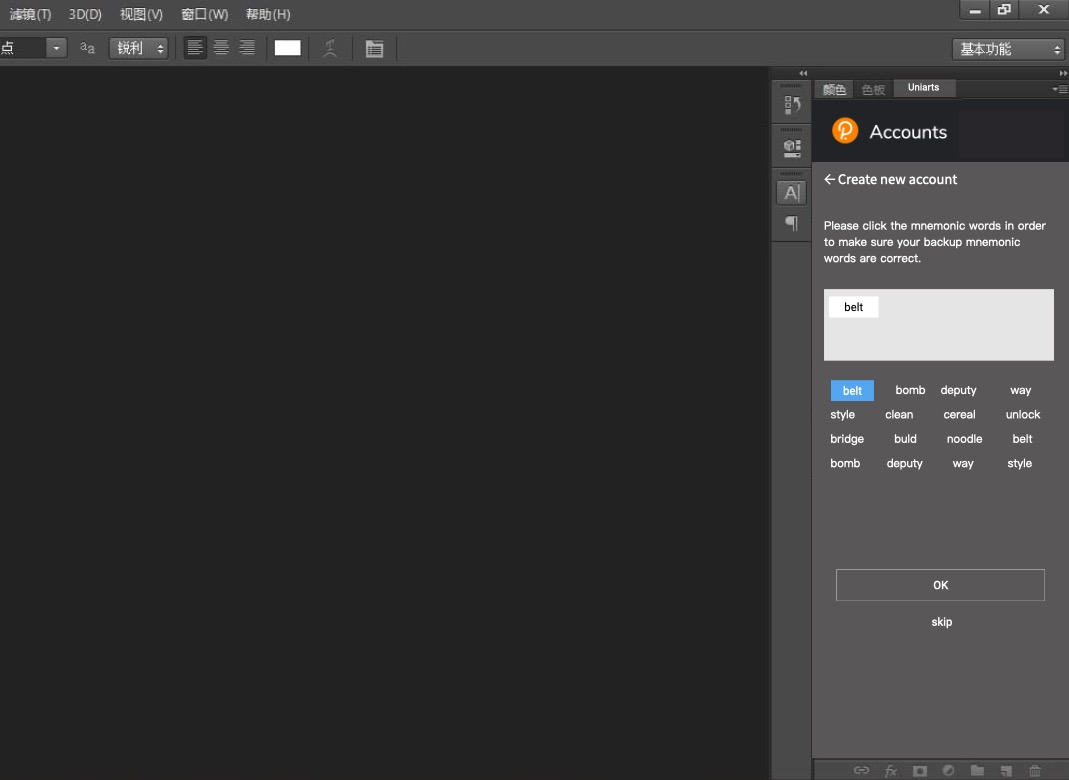 滤镜(T) 3D(D) 视图(V) 窗口(W) 帮助(H)
点 aa 锐利 基本功能
颜色 色板 Uniarts
Accounts
Create new account
Please click the mnemonic words in order
to make sure your backup mnemonic
words are correct.
belt
belt bomb deputy way
style clean cereal unlock
bridge buld noodle belt
bomb deputy way style
OK
skip
fx